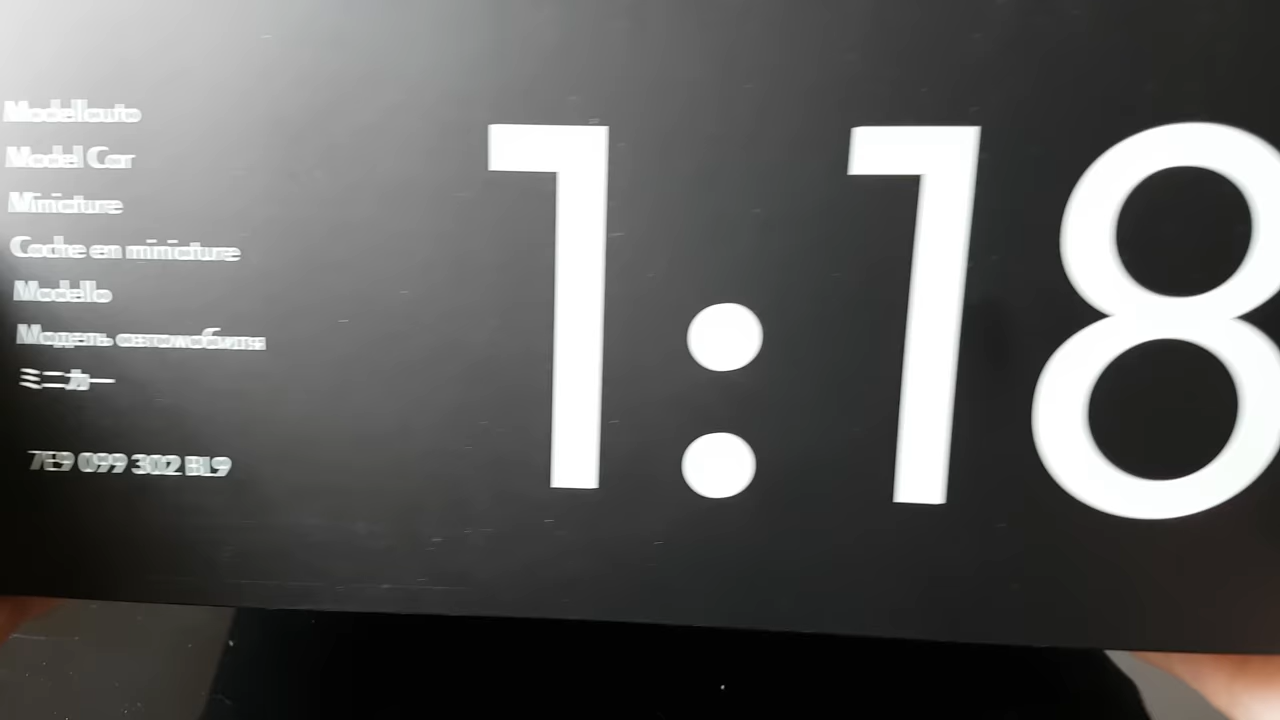 Modellauto
Model Car
Miniature
Coche en miniature
Modello
Модель автомобиля
ミニカー
7E9 099 302 BL9
1:18